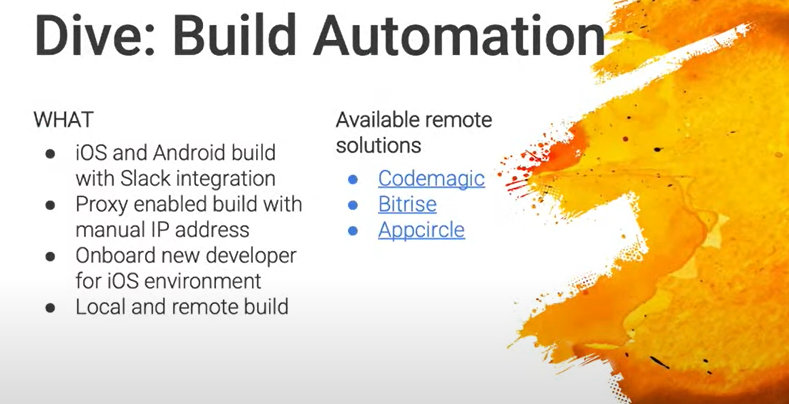 Dive: Build Automation
WHAT
● iOS and Android build
with Slack integration
● Proxy enabled build with
manual IP address
● Onboard new developer
for iOS environment
● Local and remote build
Available remote
solutions
● Codemagic
● Bitrise
● Appcircle